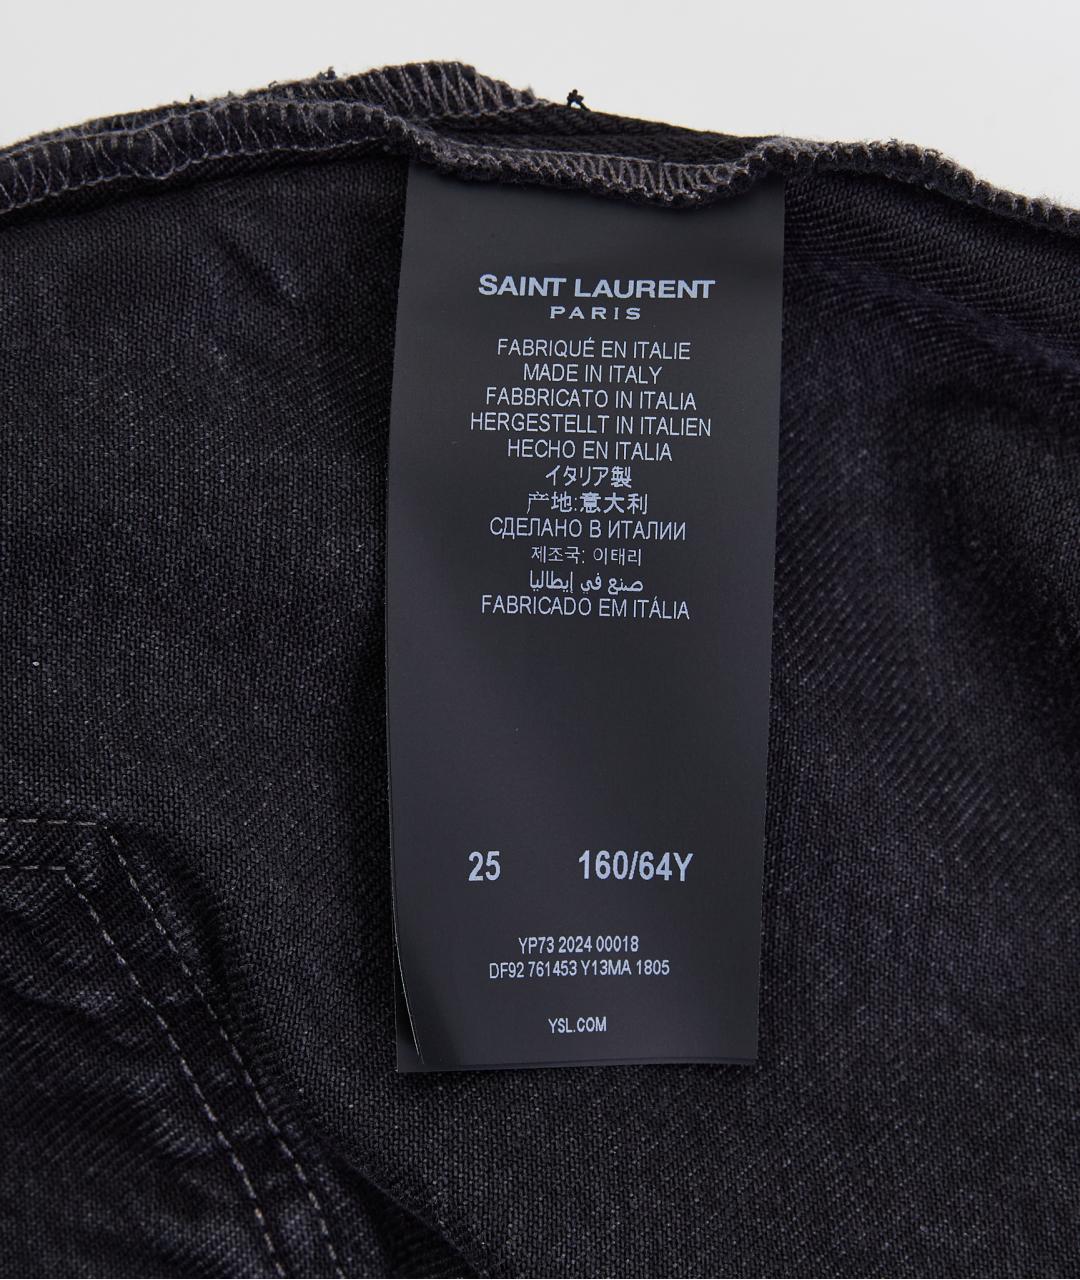 SAINT LAURENT
PARIS
FABRIQUÉ EN ITALIE
MADE IN ITALY
FABBRICATO IN ITALIA
HERGESTELLT IN ITALIEN
HECHO EN ITALIA
イタリア製
产地:意大利
СДЕЛАНО В ИТАЛИИ
제조국: 이태리
صنع في إيطاليا
FABRICADO EM ITÁLIA
25 160/64Y
YP73 2024 00018
DF92 761453 Y13MA 1805
YSL.COM